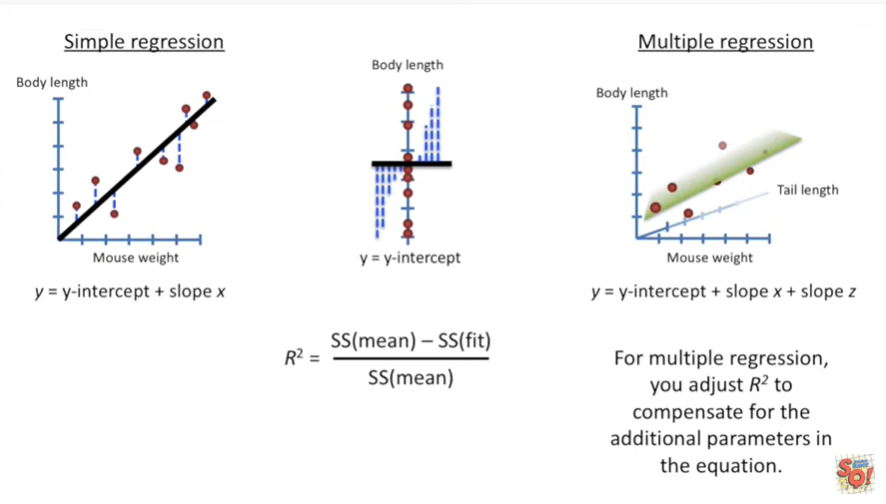 Simple regression
Body length
Mouse weight
y = y-intercept + slope x
Body length
y = y-intercept
Multiple regression
Body length
Tail length
Mouse weight
y = y-intercept + slope x + slope z
R² = SS(mean) – SS(fit)
SS(mean)
For multiple regression,
you adjust R² to
compensate for the
additional parameters in
the equation.
SQ!